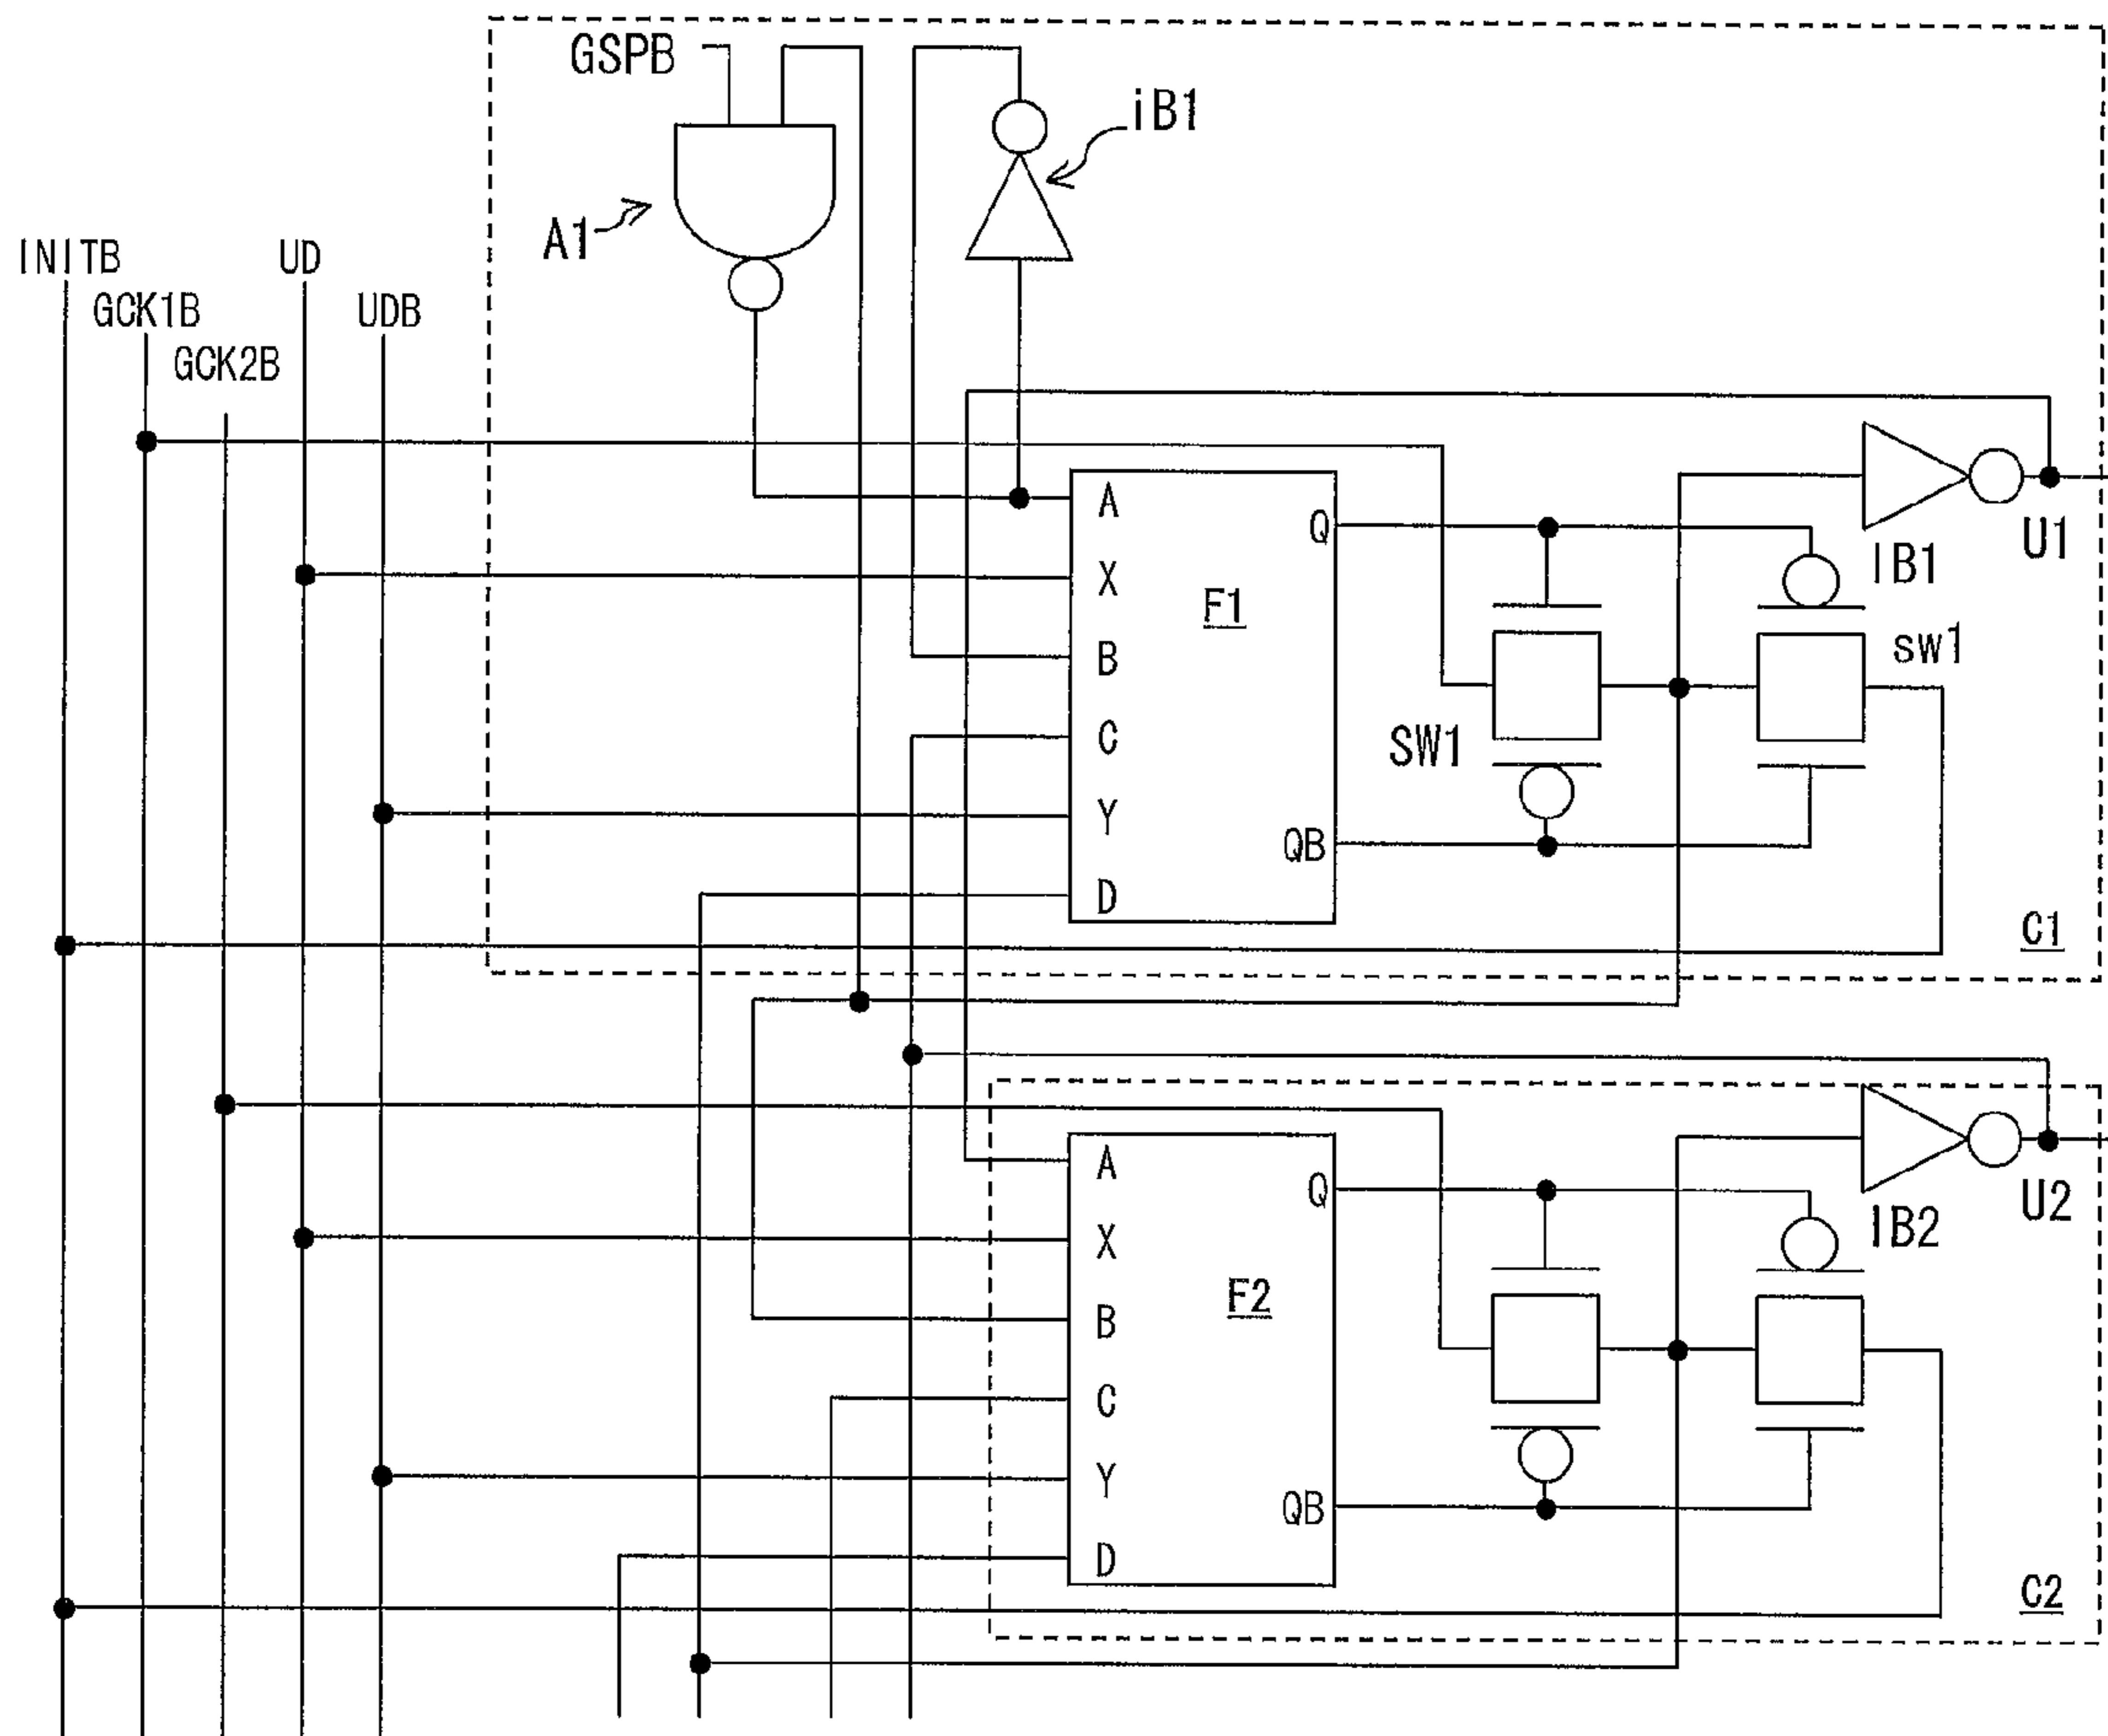 GSPB
iB1
A1
INITB
UD
GCK1B
UDB
GCK2B
A
Q
U1
IB1
X
F1
sw1
B
C
SW1
Y
QB
D
C1
A
Q
U2
IB2
X
F2
B
C
Y
QB
D
C2